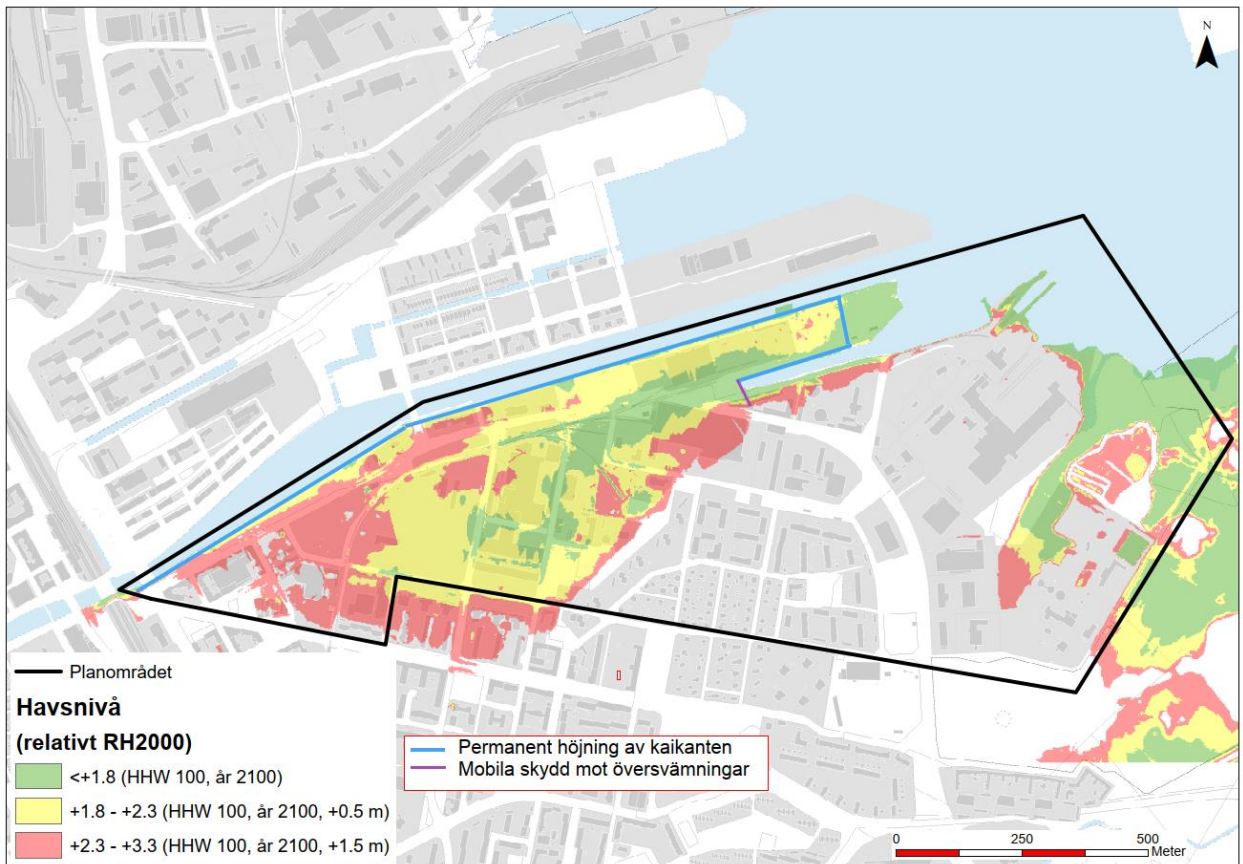 N
Planområdet
Havsnivå
(relativt RH2000)
<+1.8 (HHW 100, år 2100)
+1.8 - +2.3 (HHW 100, år 2100, +0.5 m)
+2.3 - +3.3 (HHW 100, år 2100, +1.5 m)
Permanent höjning av kaikanten
Mobila skydd mot översvämningar
0 250 500
Meter